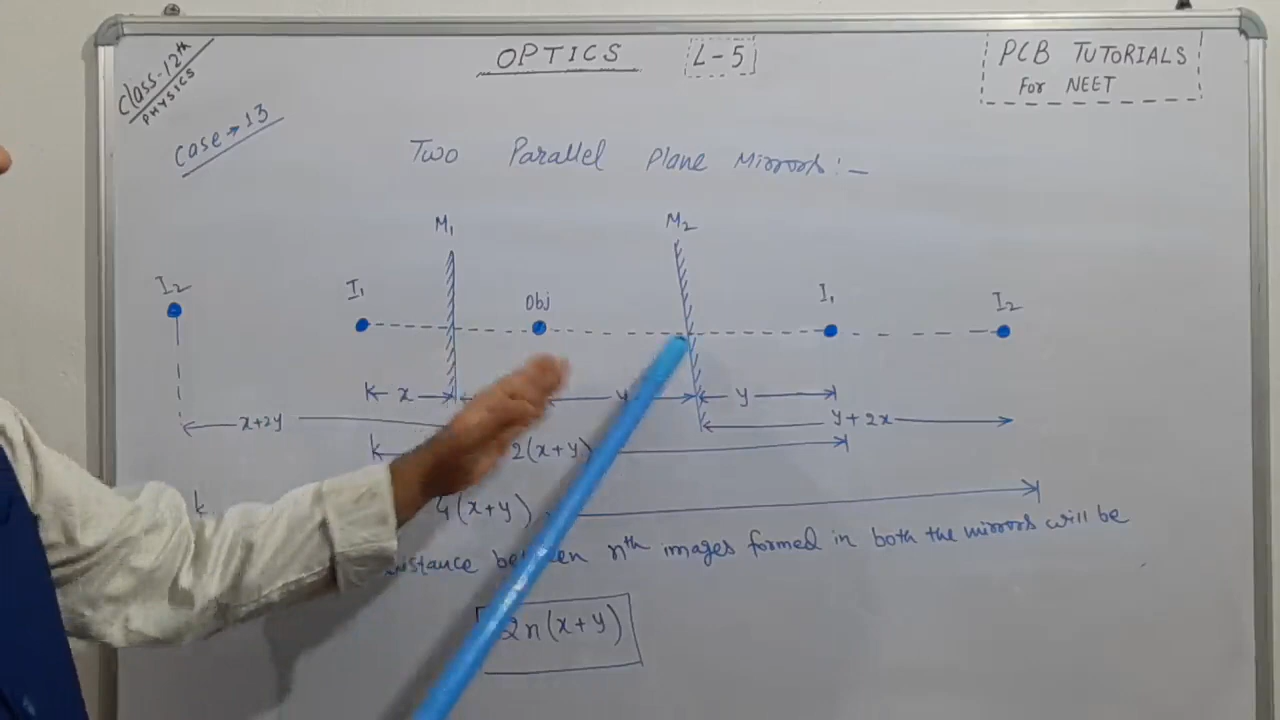 Class-12th
PHYSICS
OPTICS
L-5
PCB TUTORIALS
For NEET
Case→13
Two Parallel Plane Mirrors:-
M₁
M₂
I₂
I₁
Obj
I₁
I₂
x
y
y
x+2y
y+2x
2(x+y)
4(x+y)
nth images formed in both the mirrors will be
2n(x+y)